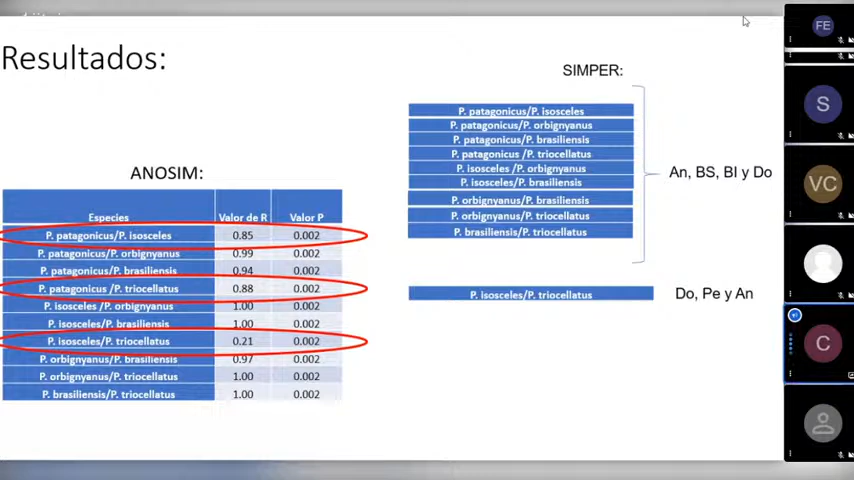 Resultados:
ANOSIM:
Especies Valor de R Valor P
P. patagonicus/P. isosceles 0.85 0.002
P. patagonicus/P. orbignyanus 0.99 0.002
P. patagonicus/P. brasiliensis 0.94 0.002
P. patagonicus /P. triocellatus 0.88 0.002
P. isosceles /P. orbignyanus 1.00 0.002
P. isosceles/P. brasiliensis 1.00 0.002
P. isosceles/P. triocellatus 0.21 0.002
P. orbignyanus/P. brasiliensis 0.97 0.002
P. orbignyanus/P. triocellatus 1.00 0.002
P. brasiliensis/P. triocellatus 1.00 0.002
SIMPER:
P. patagonicus/P. isosceles
P. patagonicus/P. orbignyanus
P. patagonicus/P. brasiliensis
P. patagonicus /P. triocellatus
P. isosceles /P. orbignyanus
P. isosceles/P. brasiliensis
P. orbignyanus/P. brasiliensis
P. orbignyanus/P. triocellatus
P. brasiliensis/P. triocellatus
An, BS, BI y Do
P. isosceles/P. triocellatus
Do, Pe y An
FE
S
VC
C